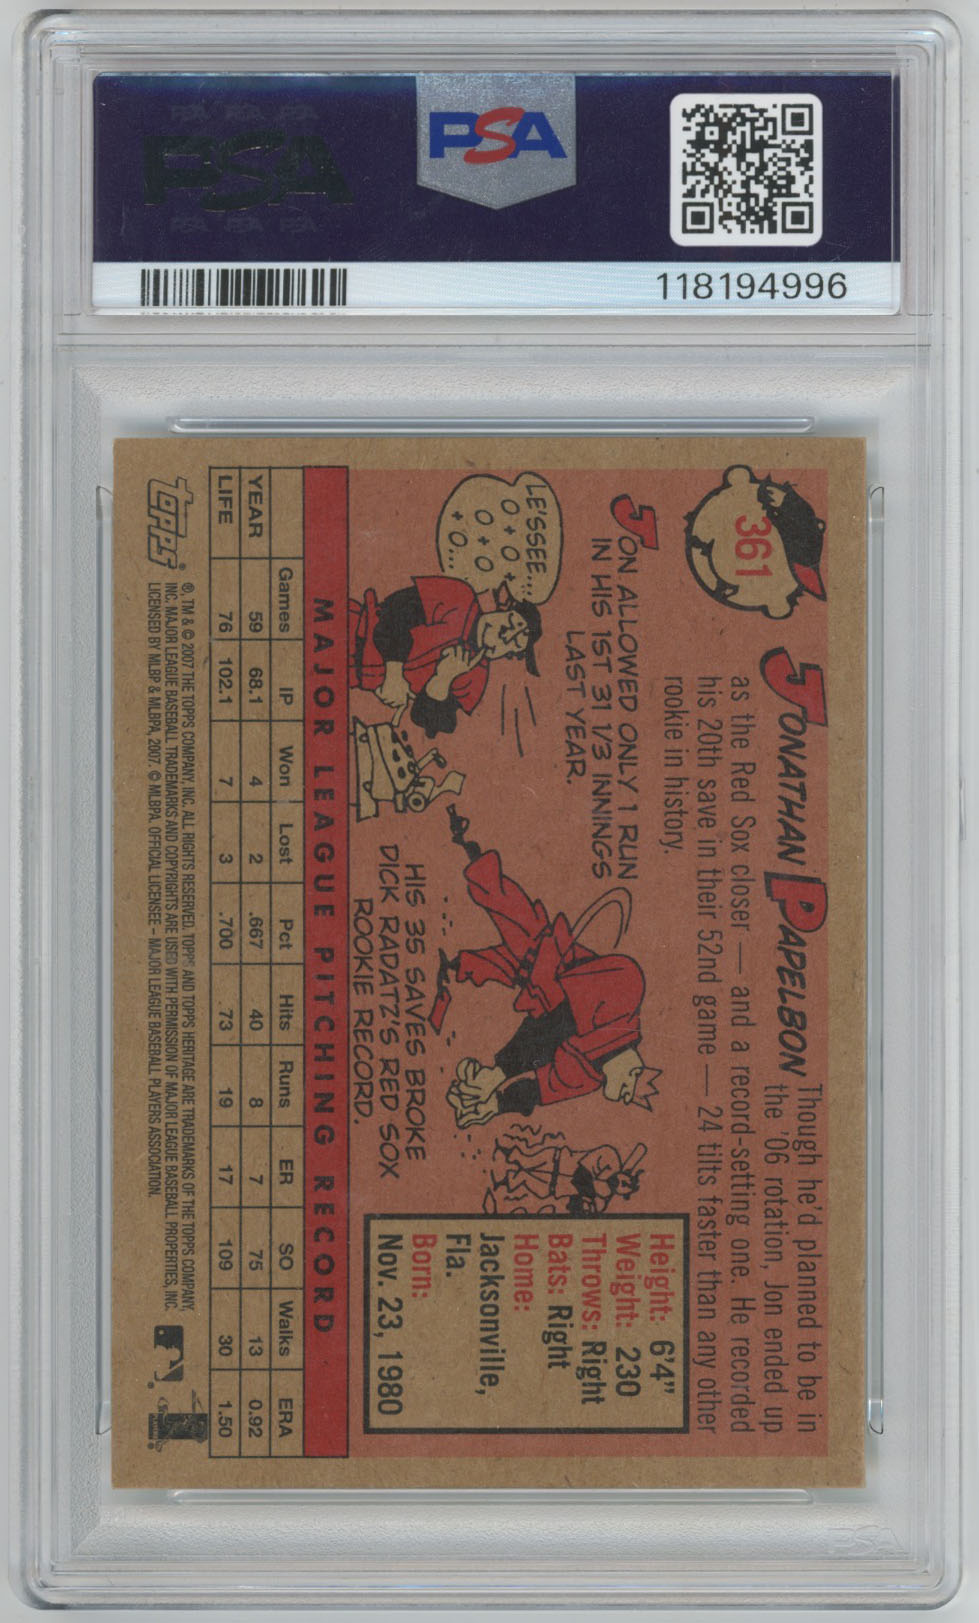 PSA
PSA
118194996
361
JONATHAN PAPELBON
Though he'd planned to be in
the '06 rotation, Jon ended up
as the Red Sox closer — and a record-setting one. He recorded
his 20th save in their 52nd game — 24 tilts faster than any other
rookie in history.
JON ALLOWED ONLY 1 RUN
IN HIS 1ST 31 1/3 INNINGS
LAST YEAR.
LE'SSEE...
0 + 0 +
0 + 0
+ 0...
HIS 35 SAVES BROKE
DICK RADATZ'S RED SOX
ROOKIE RECORD.
Height: 6'4"
Weight: 230
Throws: Right
Bats: Right
Home:
Jacksonville,
Fla.
Born:
Nov. 23, 1980
MAJOR LEAGUE PITCHING RECORD
Games IP Won Lost Pct Hits Runs ER SO Walks ERA
YEAR 59 68.1 4 2 .667 40 8 7 75 13 0.92
LIFE 76 102.1 7 3 .700 73 19 17 109 30 1.50
topps®
®, TM & © 2007 THE TOPPS COMPANY, INC. ALL RIGHTS RESERVED. TOPPS AND TOPPS HERITAGE ARE TRADEMARKS OF THE TOPPS COMPANY,
INC. MAJOR LEAGUE BASEBALL TRADEMARKS AND COPYRIGHTS ARE USED WITH PERMISSION OF MAJOR LEAGUE BASEBALL PROPERTIES, INC.
LICENSED BY MLBP & MLBPA, 2007. © MLBPA. OFFICIAL LICENSEE – MAJOR LEAGUE BASEBALL PLAYERS ASSOCIATION.
PSA